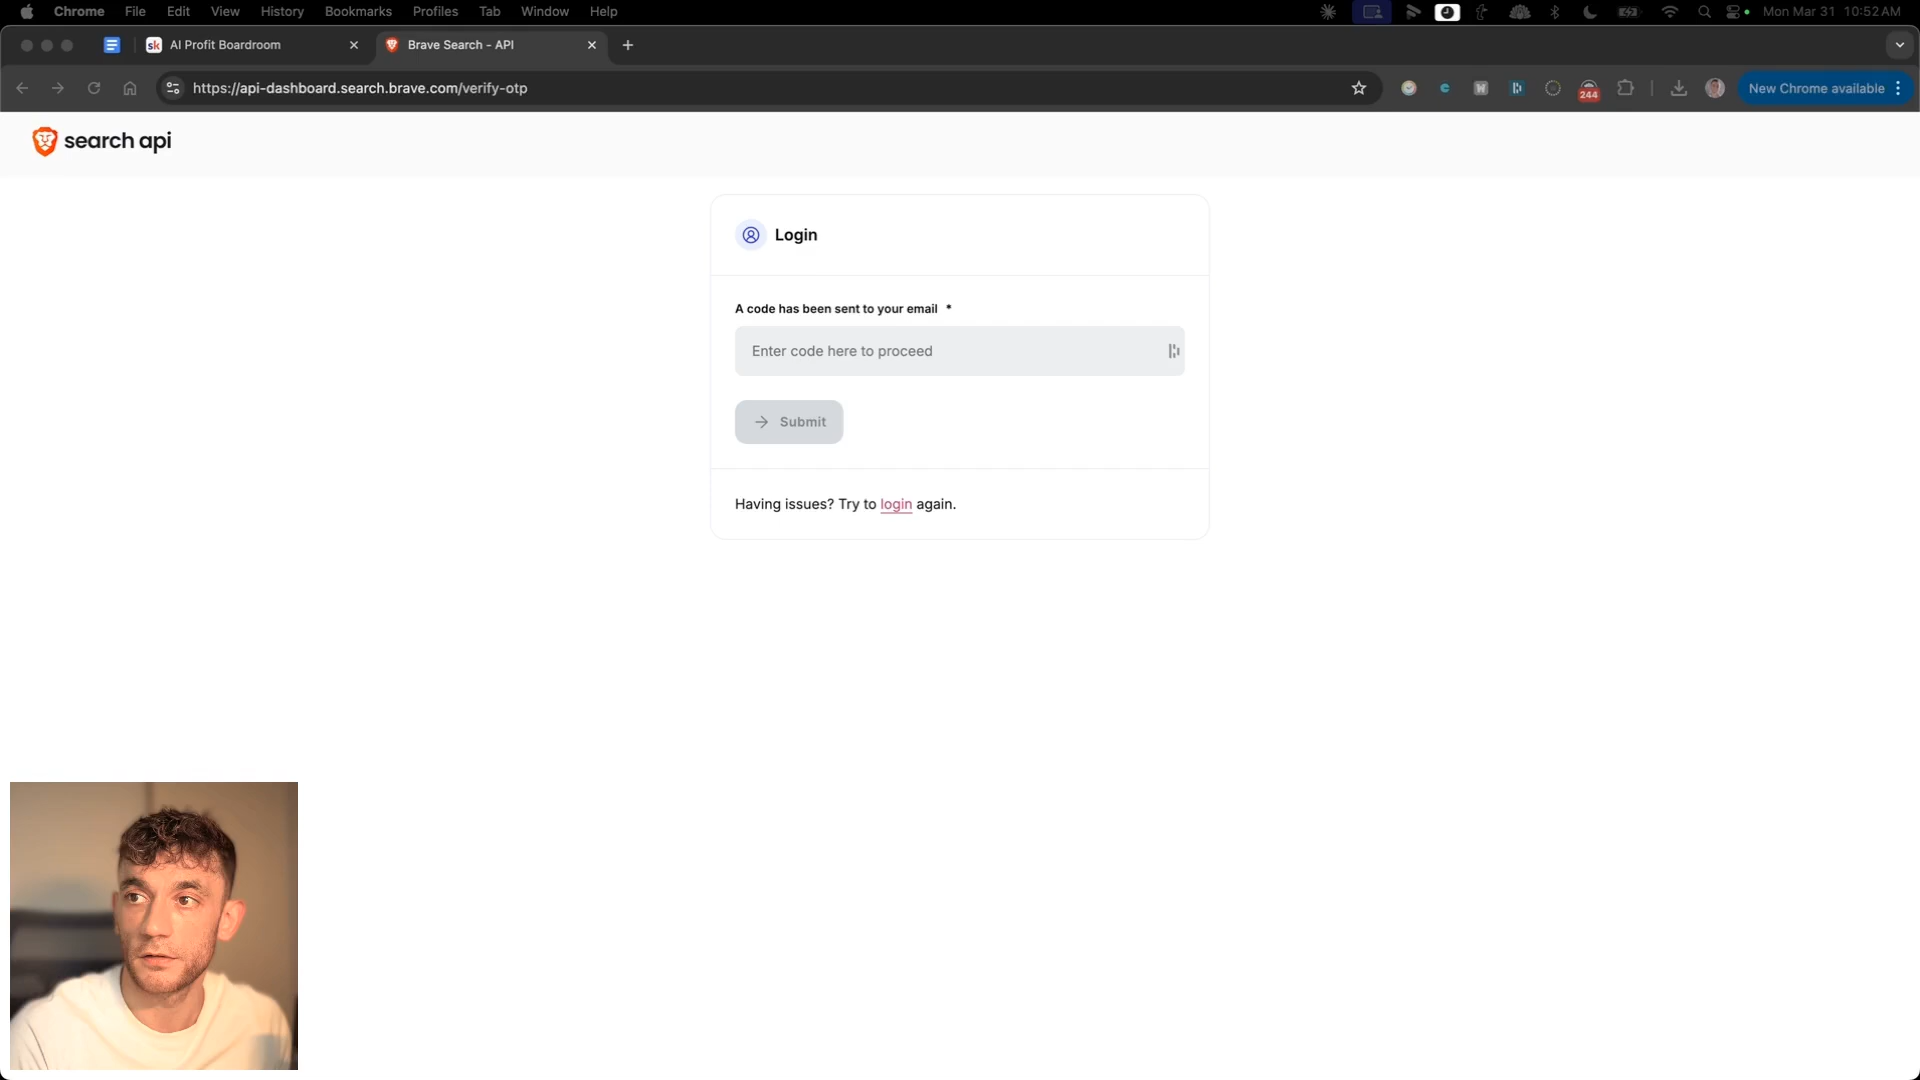 Chrome File Edit View History Bookmarks Profiles Tab Window Help Mon Mar 31 10:52 AM
sk AI Profit Boardroom Brave Search - API
https://api-dashboard.search.brave.com/verify-otp W 244 New Chrome available
search api
Login
A code has been sent to your email *
Enter code here to proceed
Submit
Having issues? Try to login again.